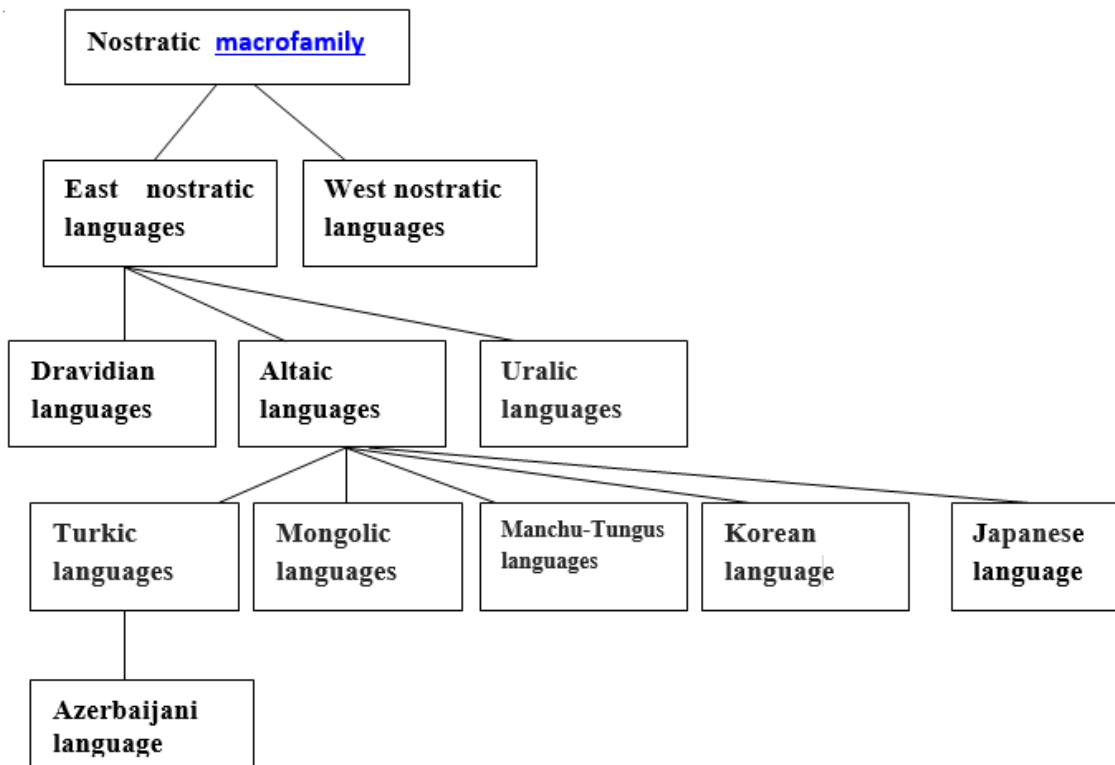 Nostratic macrofamily
East nostratic
languages
West nostratic
languages
Dravidian
languages
Altaic
languages
Uralic
languages
Turkic
languages
Mongolic
languages
Manchu-Tungus
languages
Korean
language
Japanese
language
Azerbaijani
language